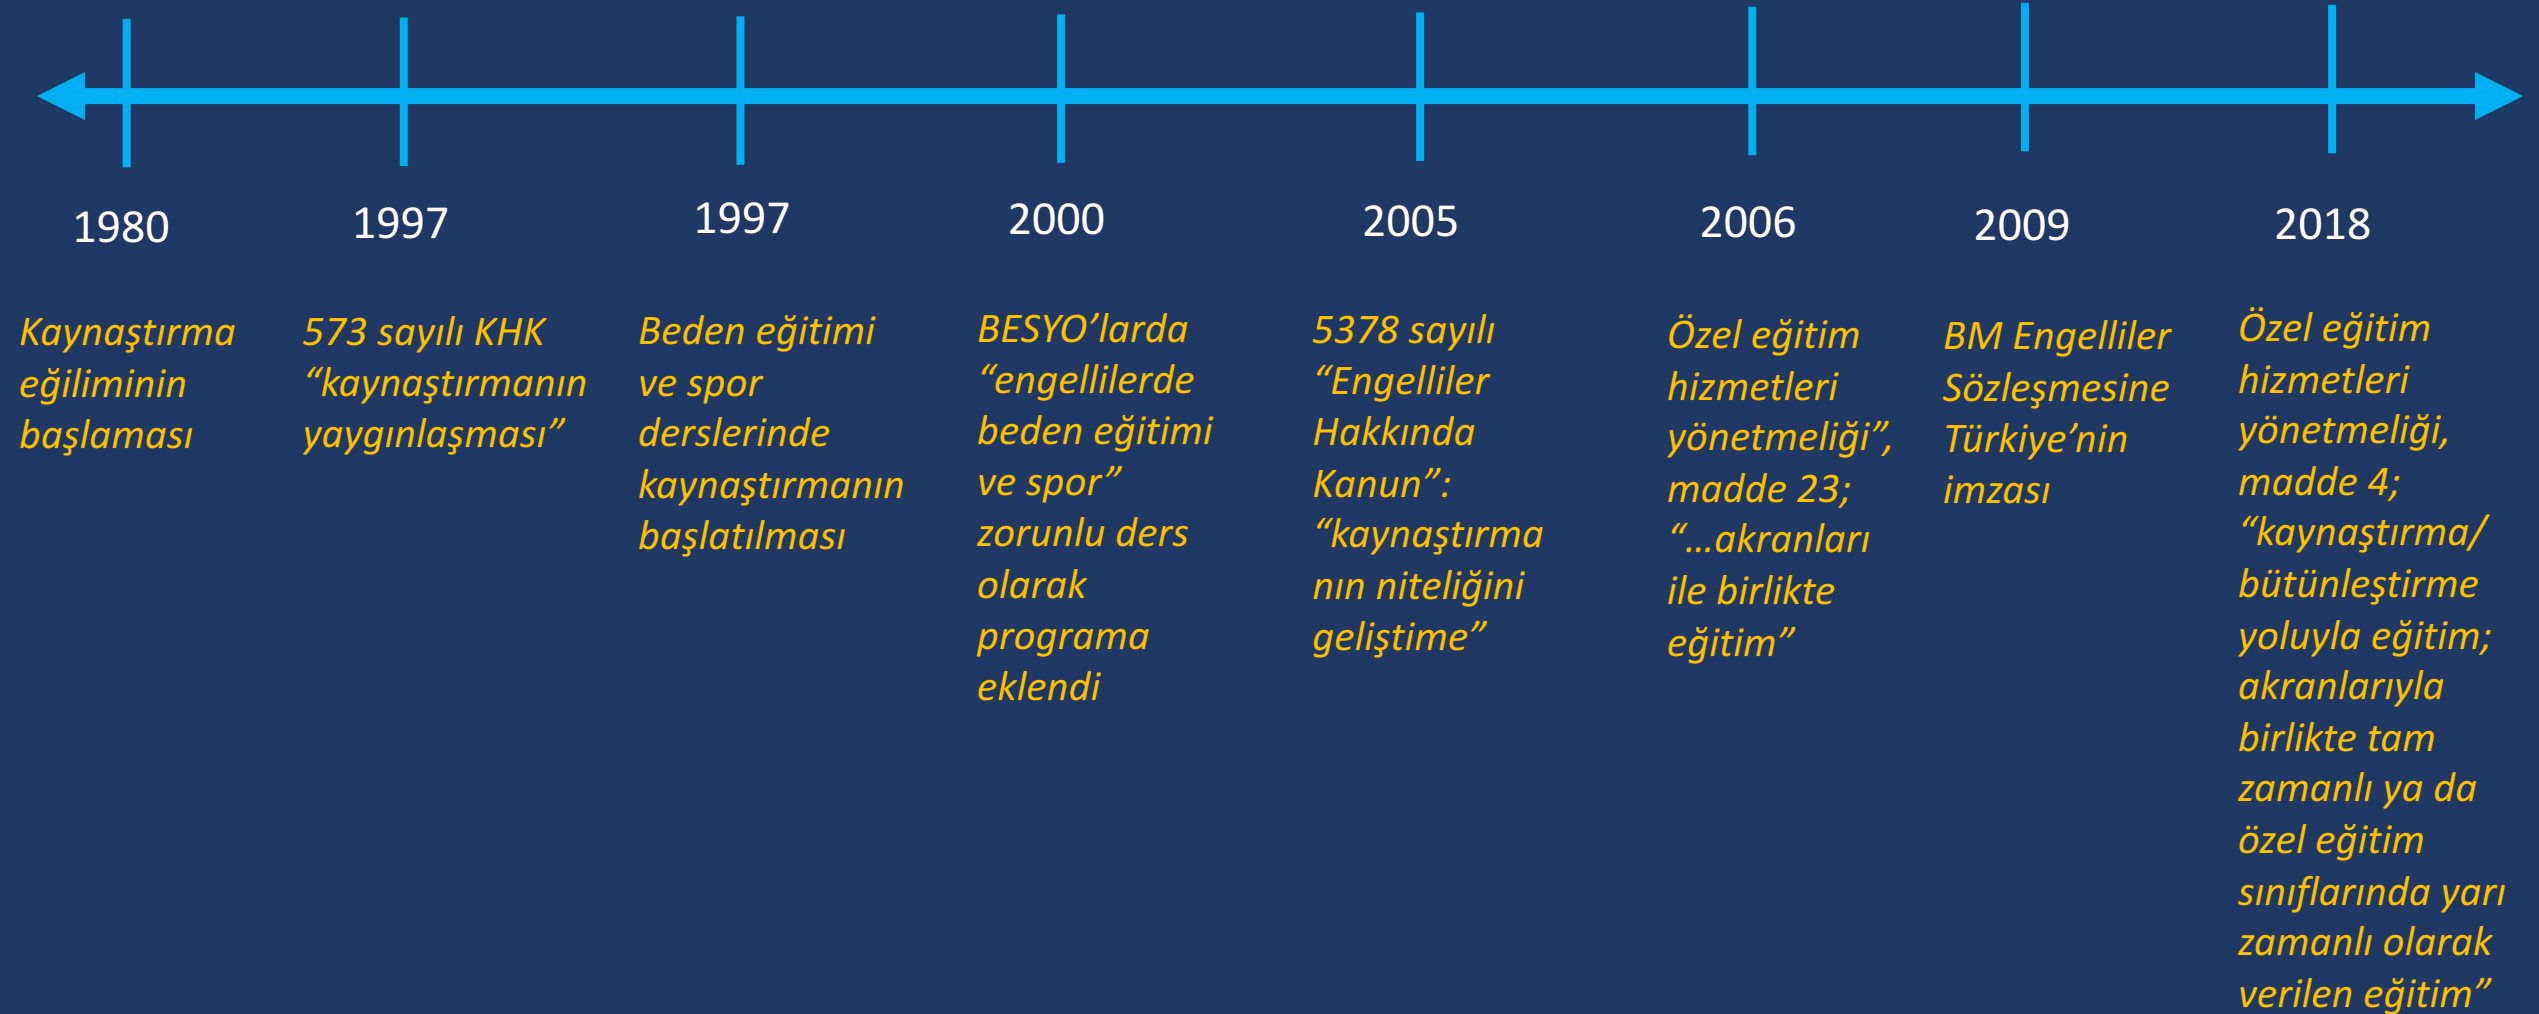 1980
Kaynaştırma
eğiliminin
başlaması
1997
573 sayılı KHK
“kaynaştırmanın
yaygınlaşması”
1997
Beden eğitimi
ve spor
derslerinde
kaynaştırmanın
başlatılması
2000
BESYO’larda
“engellilerde
beden eğitimi
ve spor”
zorunlu ders
olarak
programa
eklendi
2005
5378 sayılı
“Engelliler
Hakkında
Kanun”:
“kaynaştırma
nın niteliğini
geliştime”
2006
Özel eğitim
hizmetleri
yönetmeliği”,
madde 23;
“…akranları
ile birlikte
eğitim”
2009
BM Engelliler
Sözleşmesine
Türkiye’nin
imzası
2018
Özel eğitim
hizmetleri
yönetmeliği,
madde 4;
“kaynaştırma/
bütünleştirme
yoluyla eğitim;
akranlarıyla
birlikte tam
zamanlı ya da
özel eğitim
sınıflarında yarı
zamanlı olarak
verilen eğitim”